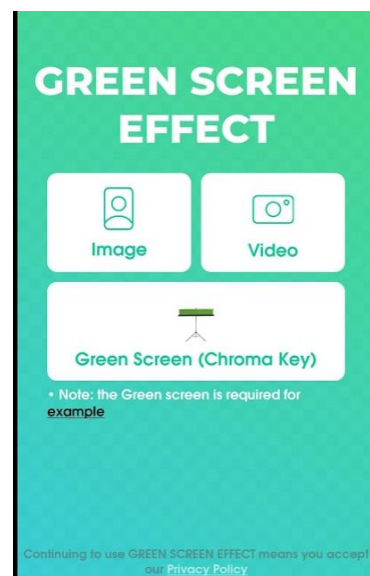 GREEN SCREEN
EFFECT
Image
Video
Green Screen (Chroma Key)
• Note: the Green screen is required for
example
Continuing to use GREEN SCREEN EFFECT means you accept
our Privacy Policy